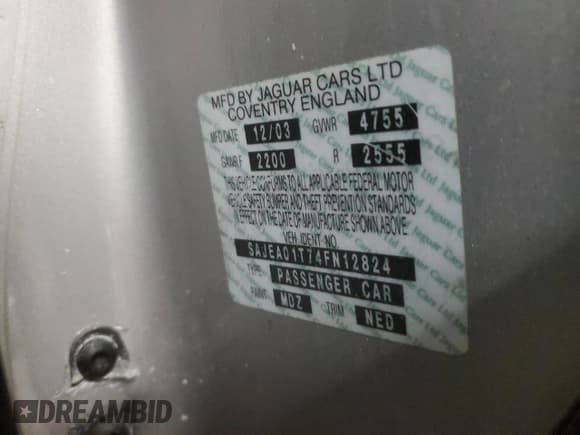 MFD BY JAGUAR CARS LTD
COVENTRY ENGLAND
MFD DATE 12/03 GVWR 4755
GAWR F 2200 R 2555
THIS VEHICLE CONFORMS TO ALL APPLICABLE FEDERAL MOTOR
VEHICLE SAFETY BUMPER AND THEFT PREVENTION STANDARDS
IN EFFECT ON THE DATE OF MANUFACTURE SHOWN ABOVE.
VEH. IDENT NO.
SAJEA01T74FN12824
TYPE PASSENGER CAR
PAINT MDZ TRIM NED
DREAMBID